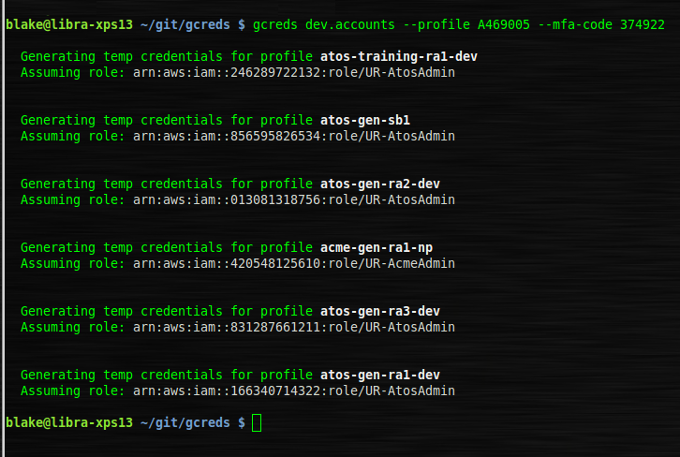 blake@libra-xps13 ~/git/gcreds $ gcreds dev.accounts --profile A469005 --mfa-code 374922
Generating temp credentials for profile atos-training-ra1-dev
Assuming role: arn:aws:iam::246289722132:role/UR-AtosAdmin
Generating temp credentials for profile atos-gen-sb1
Assuming role: arn:aws:iam::856595826534:role/UR-AtosAdmin
Generating temp credentials for profile atos-gen-ra2-dev
Assuming role: arn:aws:iam::013081318756:role/UR-AtosAdmin
Generating temp credentials for profile acme-gen-ra1-np
Assuming role: arn:aws:iam::420548125610:role/UR-AcmeAdmin
Generating temp credentials for profile atos-gen-ra3-dev
Assuming role: arn:aws:iam::831287661211:role/UR-AtosAdmin
Generating temp credentials for profile atos-gen-ra1-dev
Assuming role: arn:aws:iam::166340714322:role/UR-AtosAdmin
blake@libra-xps13 ~/git/gcreds $